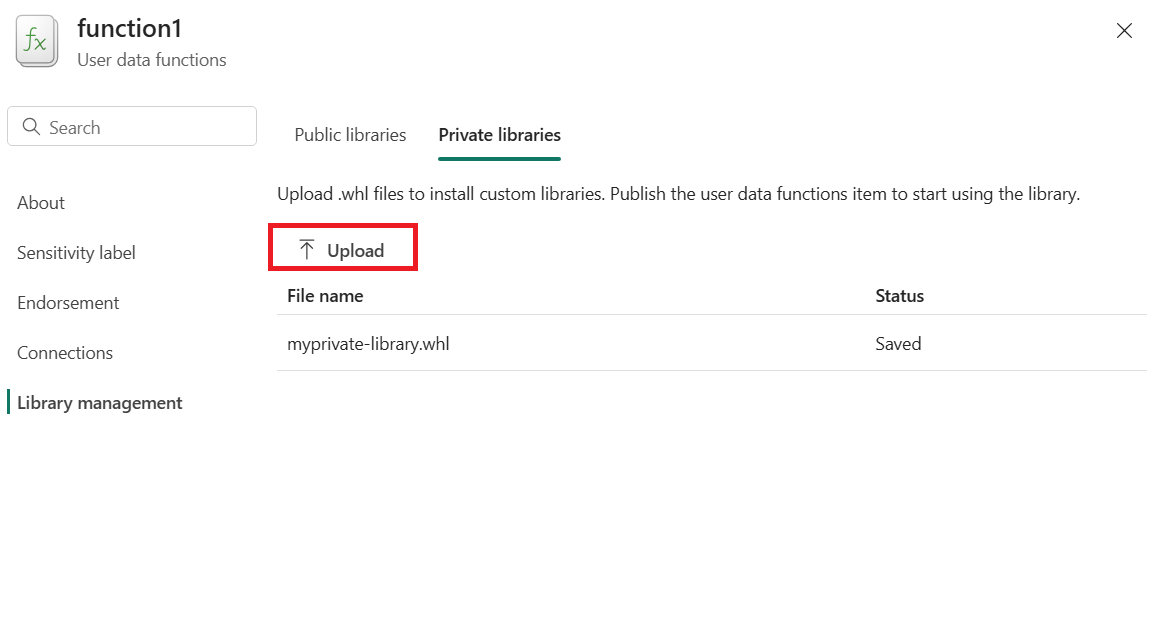 fx
function1
User data functions
Search
About
Sensitivity label
Endorsement
Connections
Library management
Public libraries Private libraries
Upload .whl files to install custom libraries. Publish the user data functions item to start using the library.
Upload
File name Status
myprivate-library.whl Saved